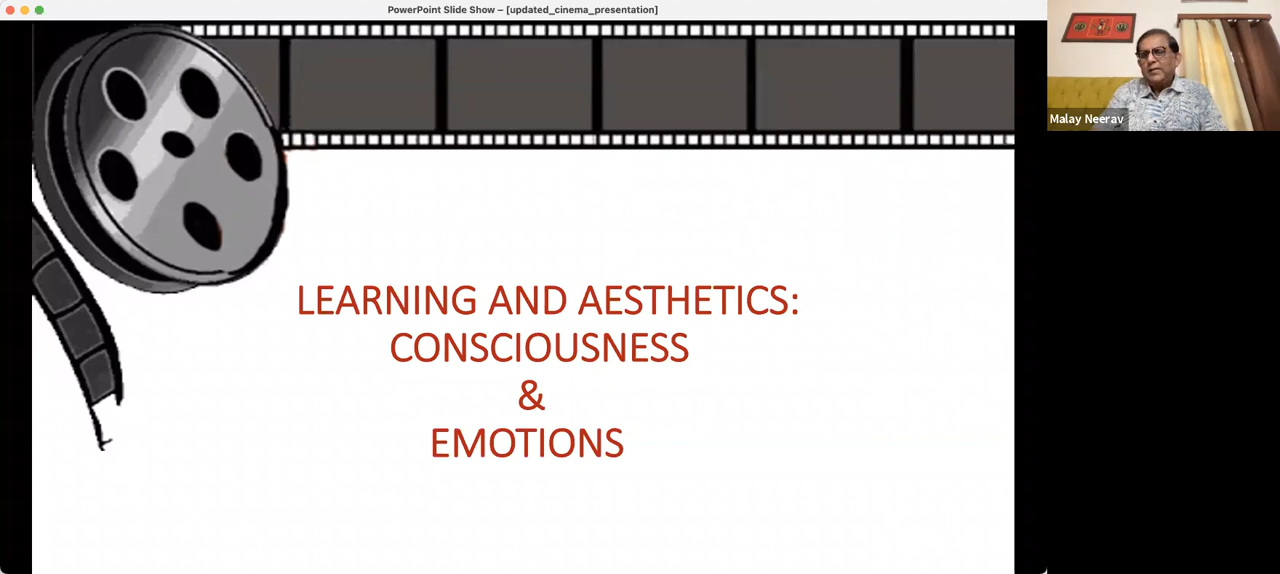 PowerPoint Slide Show – [updated_cinema_presentation]
Malay Neerav
LEARNING AND AESTHETICS:
CONSCIOUSNESS
&
EMOTIONS